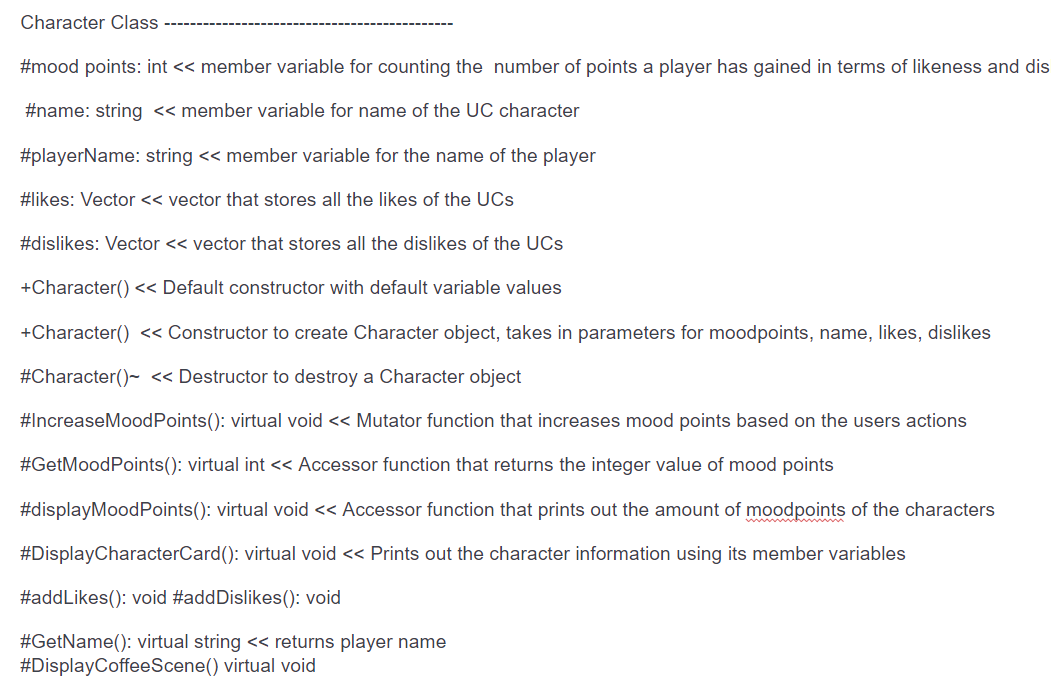 Character Class ---------------------------------------------
#mood points: int << member variable for counting the  number of points a player has gained in terms of likeness and dis
#name: string  << member variable for name of the UC character
#playerName: string << member variable for the name of the player
#likes: Vector << vector that stores all the likes of the UCs
#dislikes: Vector << vector that stores all the dislikes of the UCs
+Character() << Default constructor with default variable values
+Character()  << Constructor to create Character object, takes in parameters for moodpoints, name, likes, dislikes
#Character()~  << Destructor to destroy a Character object
#IncreaseMoodPoints(): virtual void << Mutator function that increases mood points based on the users actions
#GetMoodPoints(): virtual int << Accessor function that returns the integer value of mood points
#displayMoodPoints(): virtual void << Accessor function that prints out the amount of moodpoints of the characters
#DisplayCharacterCard(): virtual void << Prints out the character information using its member variables
#addLikes(): void #addDislikes(): void
#GetName(): virtual string << returns player name
#DisplayCoffeeScene() virtual void